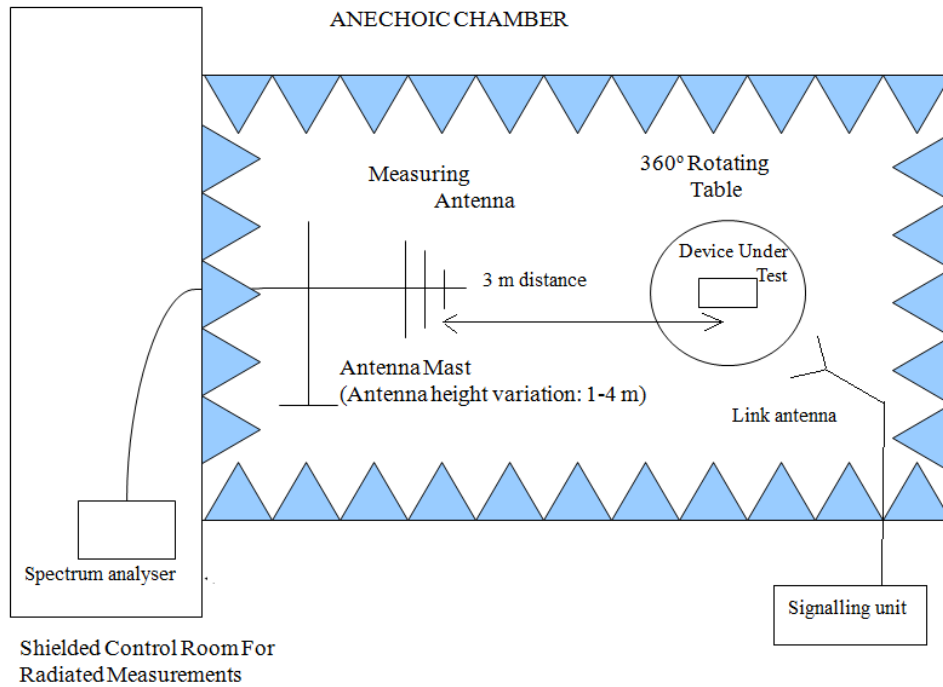 ANECHOIC CHAMBER
360º Rotating
Table
Measuring
Antenna
Device Under
Test
3 m distance
Antenna Mast
(Antenna height variation: 1-4 m)
Link antenna
Spectrum analyser
Signalling unit
Shielded Control Room For
Radiated Measurements